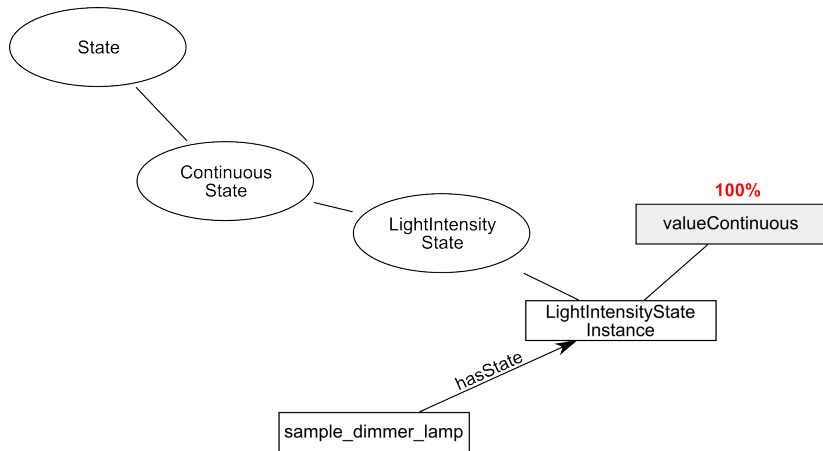 State
Continuous
State
LightIntensity
State
100%
valueContinuous
LightIntensityState
Instance
hasState
sample_dimmer_lamp